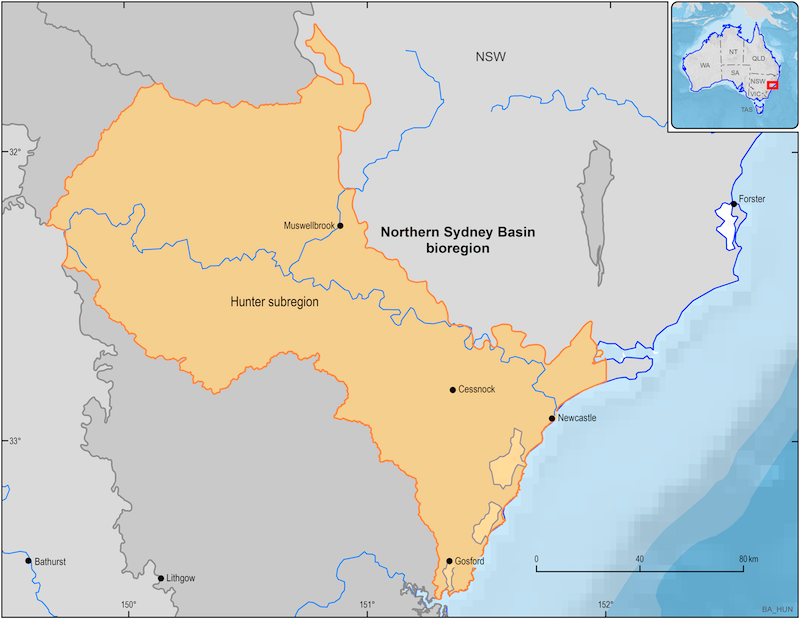 NSW
WA
NT
QLD
SA
NSW
VIC
TAS
32°
Forster
Muswellbrook
Northern Sydney Basin
bioregion
Hunter subregion
Cessnock
Newcastle
33°
Bathurst
Lithgow
Gosford
0
40
80 km
150°
151°
152°
BA_HUN